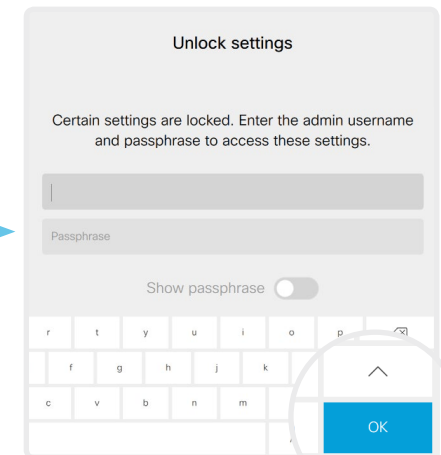 Unlock settings
Certain settings are locked. Enter the admin username
and passphrase to access these settings.
Passphrase
Show passphrase
r t y u i o p
f g h j k
c v b n m
OK